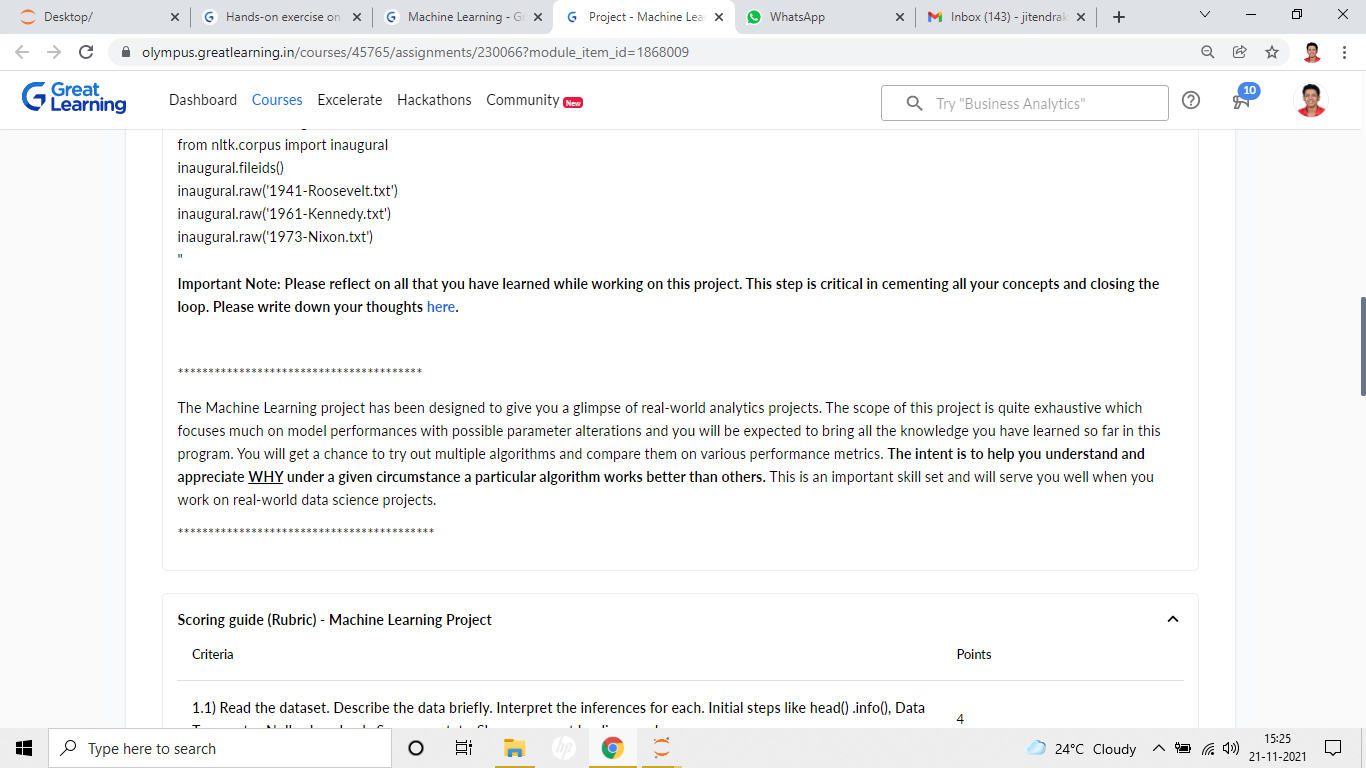 Desktop/
Hands-on exercise on
Machine Learning - G
Project - Machine Lea
WhatsApp
Inbox (143) - jitendrak
olympus.greatlearning.in/courses/45765/assignments/230066?module_item_id=1868009
Great Learning
Dashboard Courses Excelerate Hackathons Community New
Try "Business Analytics"
10
from nltk.corpus import inaugural
inaugural.fileids()
inaugural.raw('1941-Roosevelt.txt')
inaugural.raw('1961-Kennedy.txt')
inaugural.raw('1973-Nixon.txt')
"
Important Note: Please reflect on all that you have learned while working on this project. This step is critical in cementing all your concepts and closing the
loop. Please write down your thoughts here.
****************************************
The Machine Learning project has been designed to give you a glimpse of real-world analytics projects. The scope of this project is quite exhaustive which
focuses much on model performances with possible parameter alterations and you will be expected to bring all the knowledge you have learned so far in this
program. You will get a chance to try out multiple algorithms and compare them on various performance metrics. The intent is to help you understand and
appreciate WHY under a given circumstance a particular algorithm works better than others. This is an important skill set and will serve you well when you
work on real-world data science projects.
******************************************
Scoring guide (Rubric) - Machine Learning Project
Criteria Points
1.1) Read the dataset. Describe the data briefly. Interpret the inferences for each. Initial steps like head() .info(), Data
4
Type here to search
hp
24°C Cloudy
15:25
21-11-2021